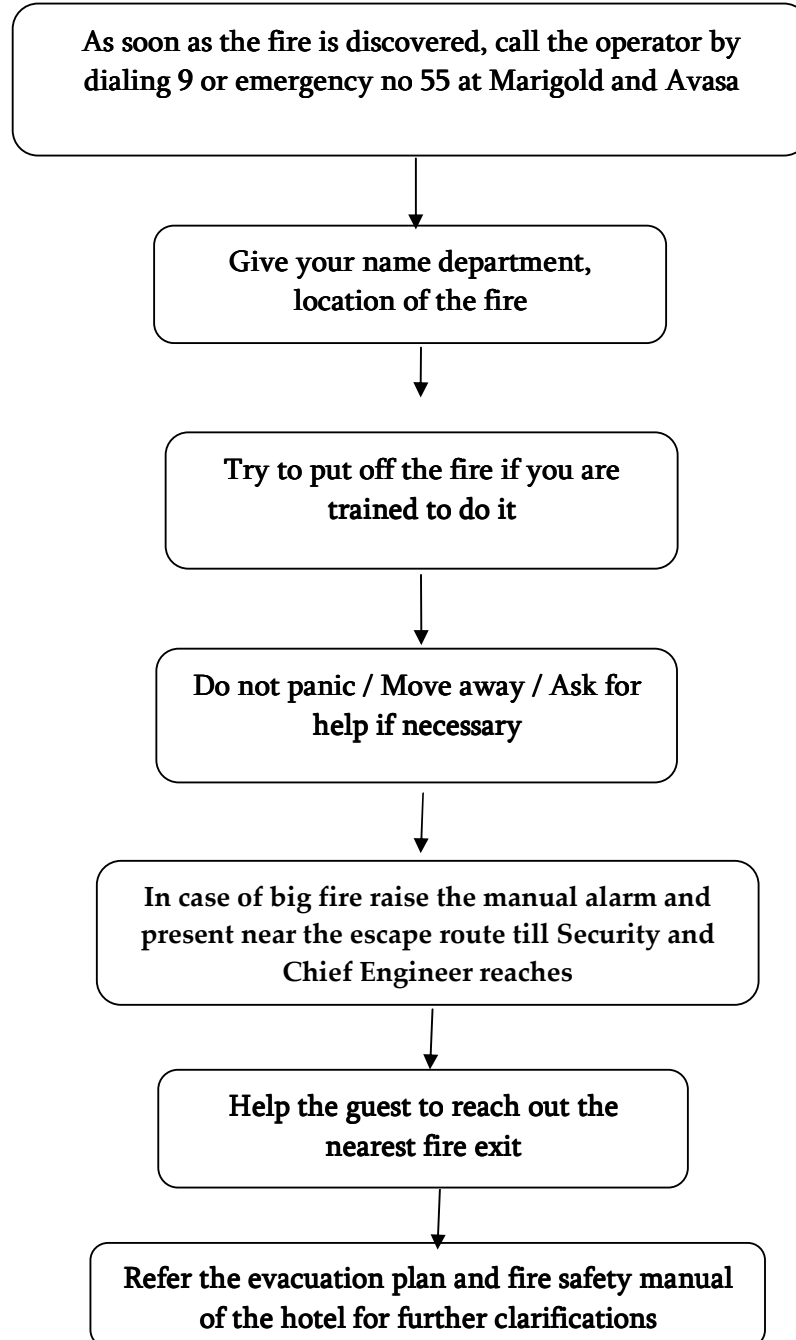 As soon as the fire is discovered, call the operator by
dialing 9 or emergency no 55 at Marigold and Avasa
Give your name department,
location of the fire
Try to put off the fire if you are
trained to do it
Do not panic / Move away / Ask for
help if necessary
In case of big fire raise the manual alarm and
present near the escape route till Security and
Chief Engineer reaches
Help the guest to reach out the
nearest fire exit
Refer the evacuation plan and fire safety manual
of the hotel for further clarifications